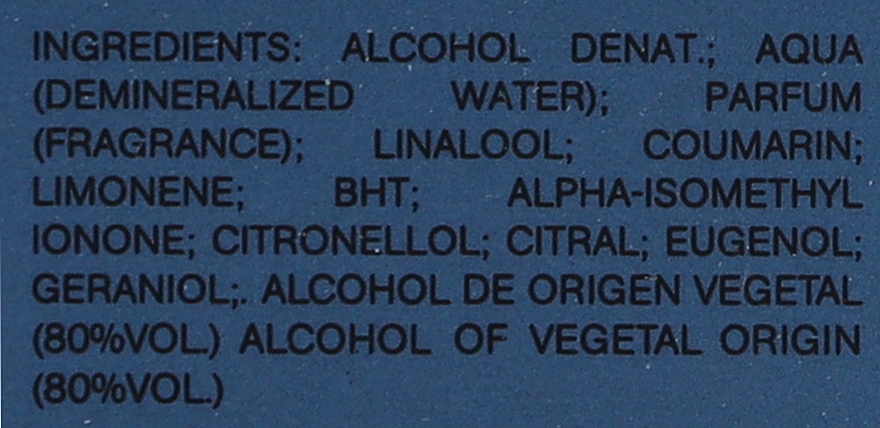 INGREDIENTS: ALCOHOL DENAT.; AQUA
(DEMINERALIZED WATER); PARFUM
(FRAGRANCE); LINALOOL; COUMARIN;
LIMONENE; BHT; ALPHA-ISOMETHYL
IONONE; CITRONELLOL; CITRAL; EUGENOL;
GERANIOL;. ALCOHOL DE ORIGEN VEGETAL
(80%VOL.) ALCOHOL OF VEGETAL ORIGIN
(80%VOL.)